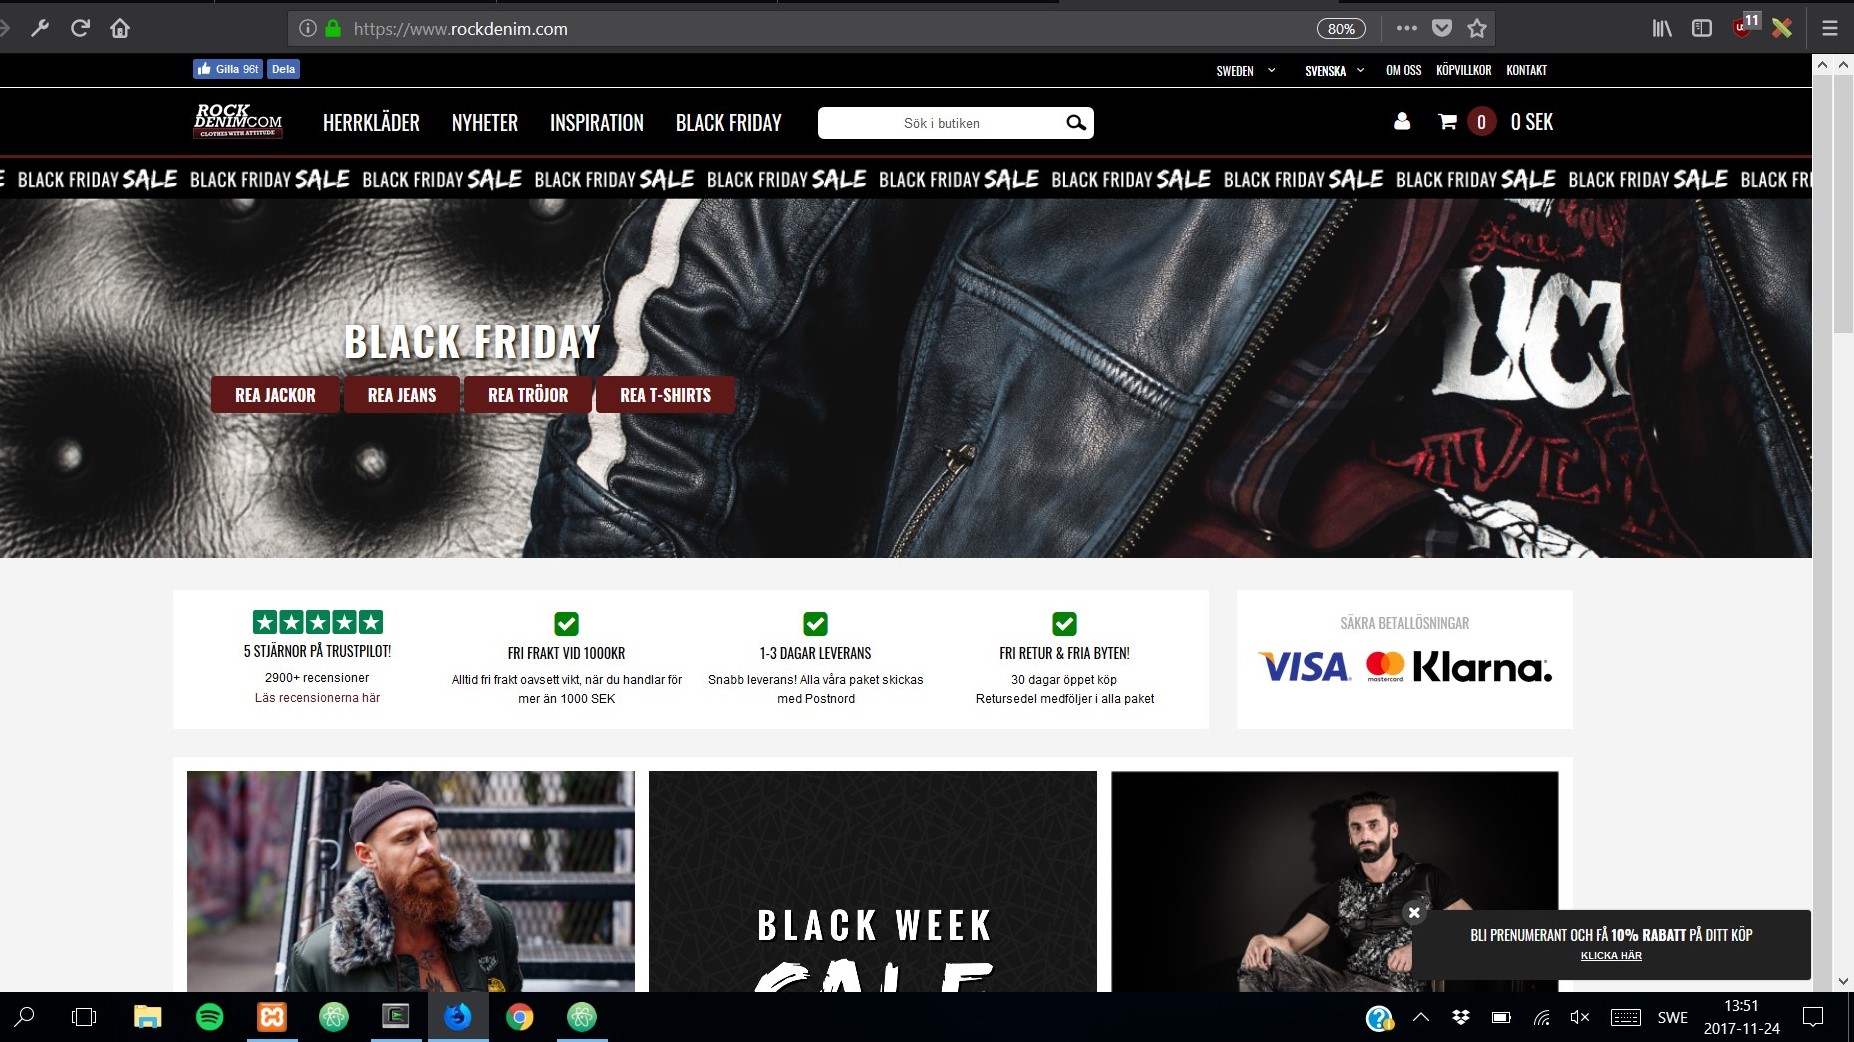 https://www.rockdenim.com
80%
11
Gilla 96t
Dela
SWEDEN
SVENSKA
OM OSS
KÖPVILLKOR
KONTAKT
ROCK
DENIM.COM
CLOTHES WITH ATTITUDE
HERRKLÄDER
NYHETER
INSPIRATION
BLACK FRIDAY
Sök i butiken
0
0 SEK
BLACK FRIDAY SALE BLACK FRIDAY SALE BLACK FRIDAY SALE BLACK FRIDAY SALE BLACK FRIDAY SALE BLACK FRIDAY SALE BLACK FRIDAY SALE BLACK FRIDAY SALE BLACK FRIDAY SALE BLACK FRIDAY SALE BLACK FRI
BLACK FRIDAY
REA JACKOR
REA JEANS
REA TRÖJOR
REA T-SHIRTS
5 STJÄRNOR PÅ TRUSTPILOT!
2900+ recensioner
Läs recensionerna här
FRI FRAKT VID 1000KR
Alltid fri frakt oavsett vikt, när du handlar för
mer än 1000 SEK
1-3 DAGAR LEVERANS
Snabb leverans! Alla våra paket skickas
med Postnord
FRI RETUR & FRIA BYTEN!
30 dagar öppet köp
Retursedel medföljer i alla paket
SÄKRA BETALLÖSNINGAR
VISA
mastercard
Klarna.
BLACK WEEK
SALE
BLI PRENUMERANT OCH FÅ 10% RABATT PÅ DITT KÖP
KLICKA HÄR
SWE
13:51
2017-11-24